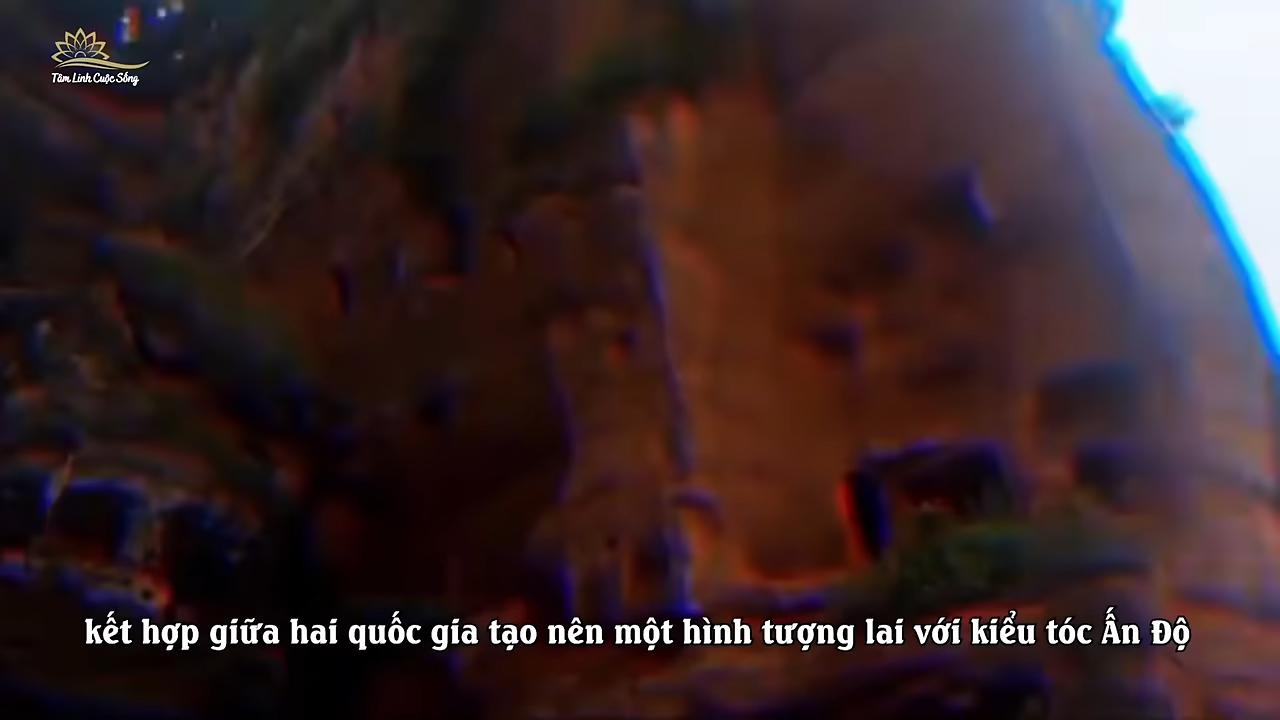 Tâm Linh Cuộc Sống
kết hợp giữa hai quốc gia tạo nên một hình tượng lai với kiểu tóc Ấn Độ